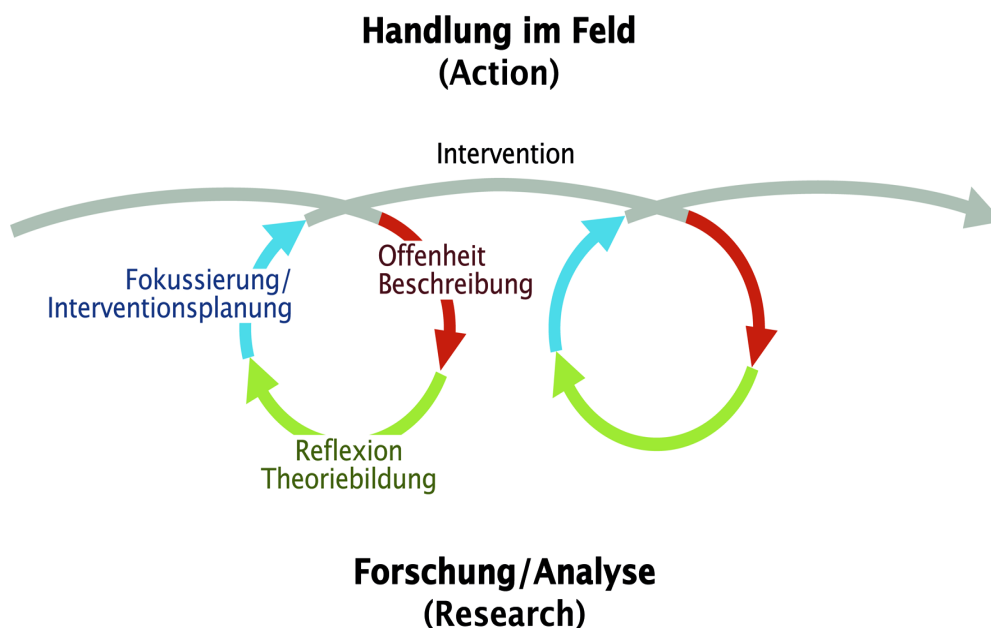 Handlung im Feld
(Action)
Intervention
Offenheit
Beschreibung
Fokussierung/
Interventionsplanung
Reflexion
Theoriebildung
Forschung/Analyse
(Research)